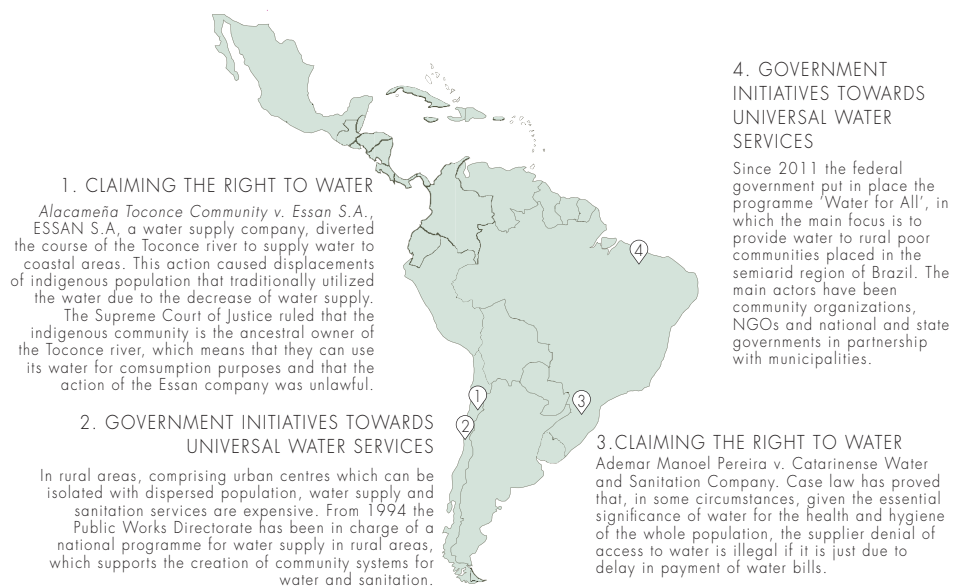 1. CLAIMING THE RIGHT TO WATER
Alacameña Toconce Community v. Essan S.A.,
ESSAN S.A, a water supply company, diverted
the course of the Toconce river to supply water to
coastal areas. This action caused displacements
of indigenous population that traditionally utilized
the water due to the decrease of water supply.
The Supreme Court of Justice ruled that the
indigenous community is the ancestral owner of
the Toconce river, which means that they can use
its water for comsumption purposes and that the
action of the Essan company was unlawful.
2. GOVERNMENT INITIATIVES TOWARDS
UNIVERSAL WATER SERVICES
In rural areas, comprising urban centres which can be
isolated with dispersed population, water supply and
sanitation services are expensive. From 1994 the
Public Works Directorate has been in charge of a
national programme for water supply in rural areas,
which supports the creation of community systems for
water and sanitation.
4. GOVERNMENT
INITIATIVES TOWARDS
UNIVERSAL WATER
SERVICES
Since 2011 the federal
government put in place the
programme 'Water for All', in
which the main focus is to
provide water to rural poor
communities placed in the
semiarid region of Brazil. The
main actors have been
community organizations,
NGOs and national and state
governments in partnership
with municipalities.
3.CLAIMING THE RIGHT TO WATER
Ademar Manoel Pereira v. Catarinense Water
and Sanitation Company. Case law has proved
that, in some circumstances, given the essential
significance of water for the health and hygiene
of the whole population, the supplier denial of
access to water is illegal if it is just due to
delay in payment of water bills.
4
1
3
2